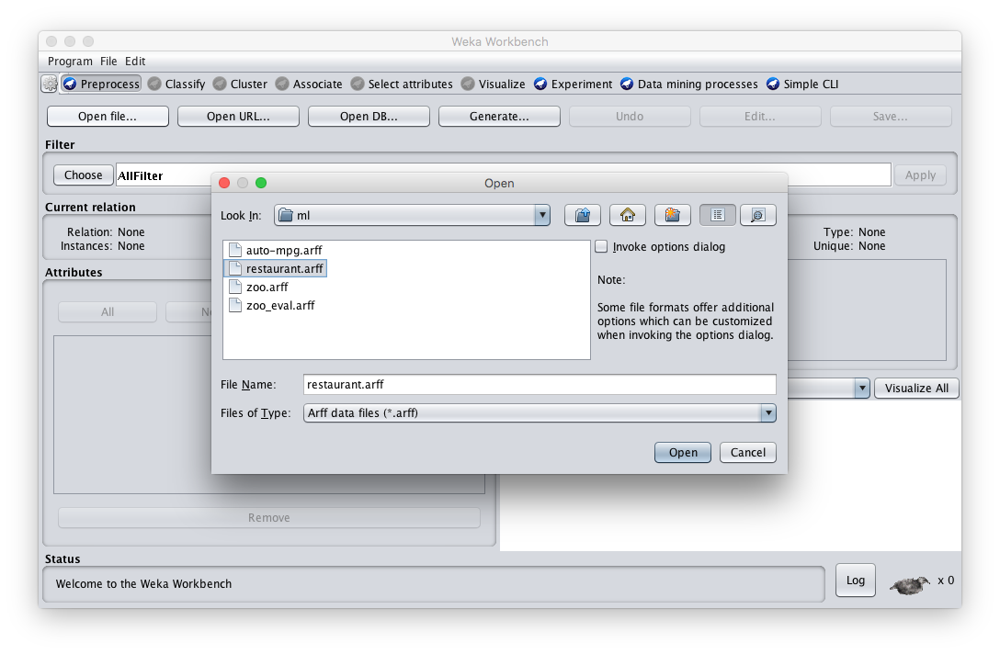 Weka Workbench
Program File Edit
Preprocess Classify Cluster Associate Select attributes Visualize Experiment Data mining processes Simple CLI
Open file... Open URL... Open DB... Generate... Undo Edit... Save...
Filter
Choose AllFilter Apply
Current relation
Relation: None
Instances: None
Type: None
Unique: None
Attributes
All
Remove
Visualize All
Open
Look In: ml
auto-mpg.arff
restaurant.arff
zoo.arff
zoo_eval.arff
Invoke options dialog
Note:
Some file formats offer additional
options which can be customized
when invoking the options dialog.
File Name: restaurant.arff
Files of Type: Arff data files (*.arff)
Open Cancel
Status
Welcome to the Weka Workbench
Log x 0